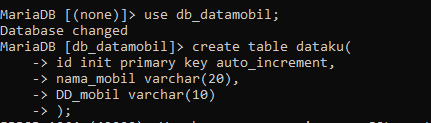 MariaDB [(none)]> use db_datamobil;
Database changed
MariaDB [db_datamobil]> create table dataku(
    -> id init primary key auto_increment,
    -> nama_mobil varchar(20),
    -> DD_mobil varchar(10)
    -> );